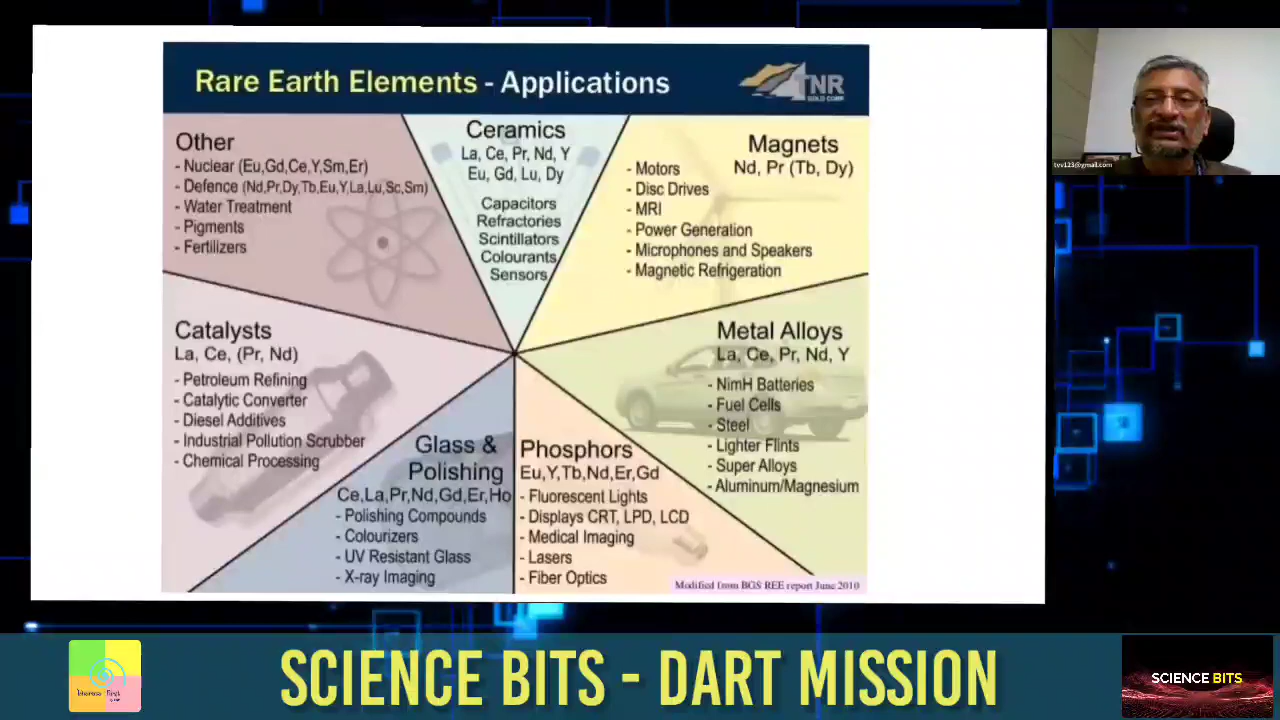 Rare Earth Elements - Applications
TNR
GOLD CORP
Other
- Nuclear (Eu,Gd,Ce,Y,Sm,Er)
- Defence (Nd,Pr,Dy,Tb,Eu,Y,La,Lu,Sc,Sm)
- Water Treatment
- Pigments
- Fertilizers
Ceramics
La, Ce, Pr, Nd, Y
Eu, Gd, Lu, Dy
Capacitors
Refractories
Scintillators
Colourants
Sensors
Magnets
Nd, Pr (Tb, Dy)
- Motors
- Disc Drives
- MRI
- Power Generation
- Microphones and Speakers
- Magnetic Refrigeration
Catalysts
La, Ce, (Pr, Nd)
- Petroleum Refining
- Catalytic Converter
- Diesel Additives
- Industrial Pollution Scrubber
- Chemical Processing
Metal Alloys
La, Ce, Pr, Nd, Y
- NimH Batteries
- Fuel Cells
- Steel
- Lighter Flints
- Super Alloys
- Aluminum/Magnesium
Glass &
Polishing
Ce,La,Pr,Nd,Gd,Er,Ho
- Polishing Compounds
- Colourizers
- UV Resistant Glass
- X-ray Imaging
Phosphors
Eu,Y,Tb,Nd,Er,Gd
- Fluorescent Lights
- Displays CRT, LPD, LCD
- Medical Imaging
- Lasers
- Fiber Optics
Modified from BGS REE report June 2010
tvv123@gmail.com
SCIENCE BITS - DART MISSION
SCIENCE BITS